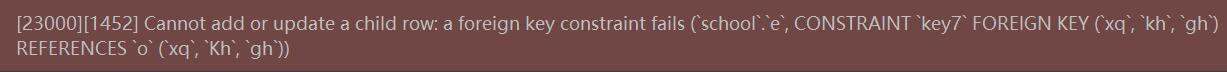 [23000][1452] Cannot add or update a child row: a foreign key constraint fails (`school`.`e`, CONSTRAINT `key7` FOREIGN KEY (`xq`, `kh`, `gh`)
REFERENCES `o` (`xq`, `Kh`, `gh`))